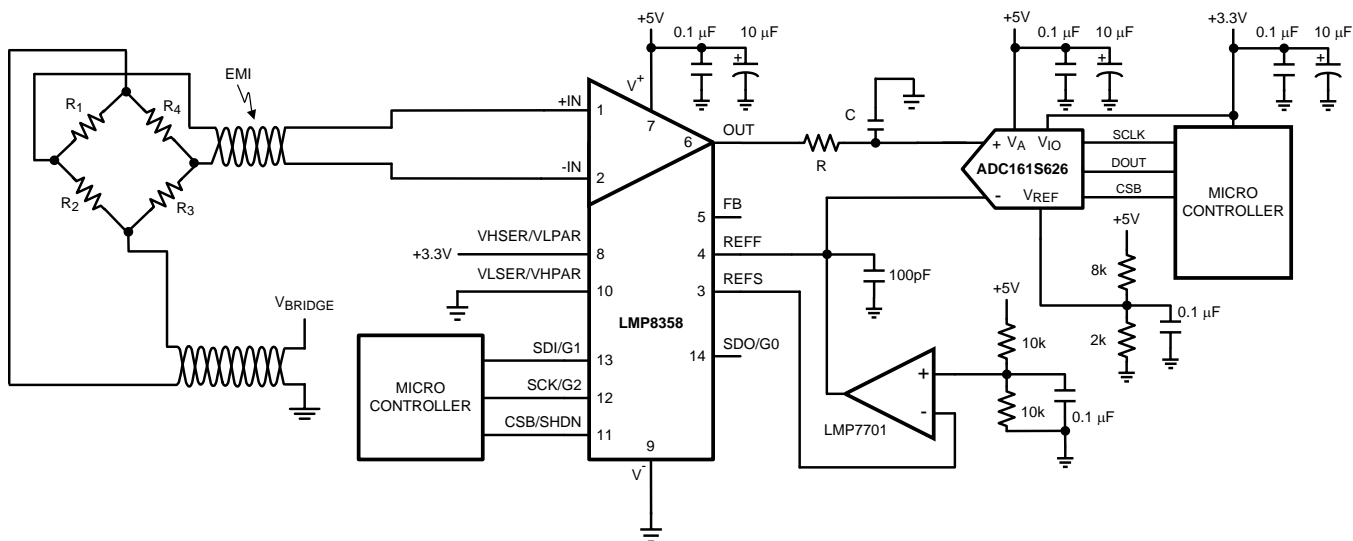 +5V
0.1 µF
10 µF
+5V
0.1 µF
10 µF
+3.3V
0.1 µF
10 µF
EMI
R1
R4
R2
R3
+IN
-IN
1
2
V+
7
6
OUT
R
C
+
-
VA
VIO
ADC161S626
VREF
SCLK
DOUT
CSB
MICRO
CONTROLLER
FB
5
REFF
4
REFS
3
100pF
VHSER/VLPAR
+3.3V
8
VLSER/VHPAR
10
LMP8358
SDO/G0
14
VBRIDGE
MICRO
CONTROLLER
SDI/G1
13
SCK/G2
12
CSB/SHDN
11
9
V-
+
-
LMP7701
+5V
10k
10k
0.1 µF
+5V
8k
2k
0.1 µF